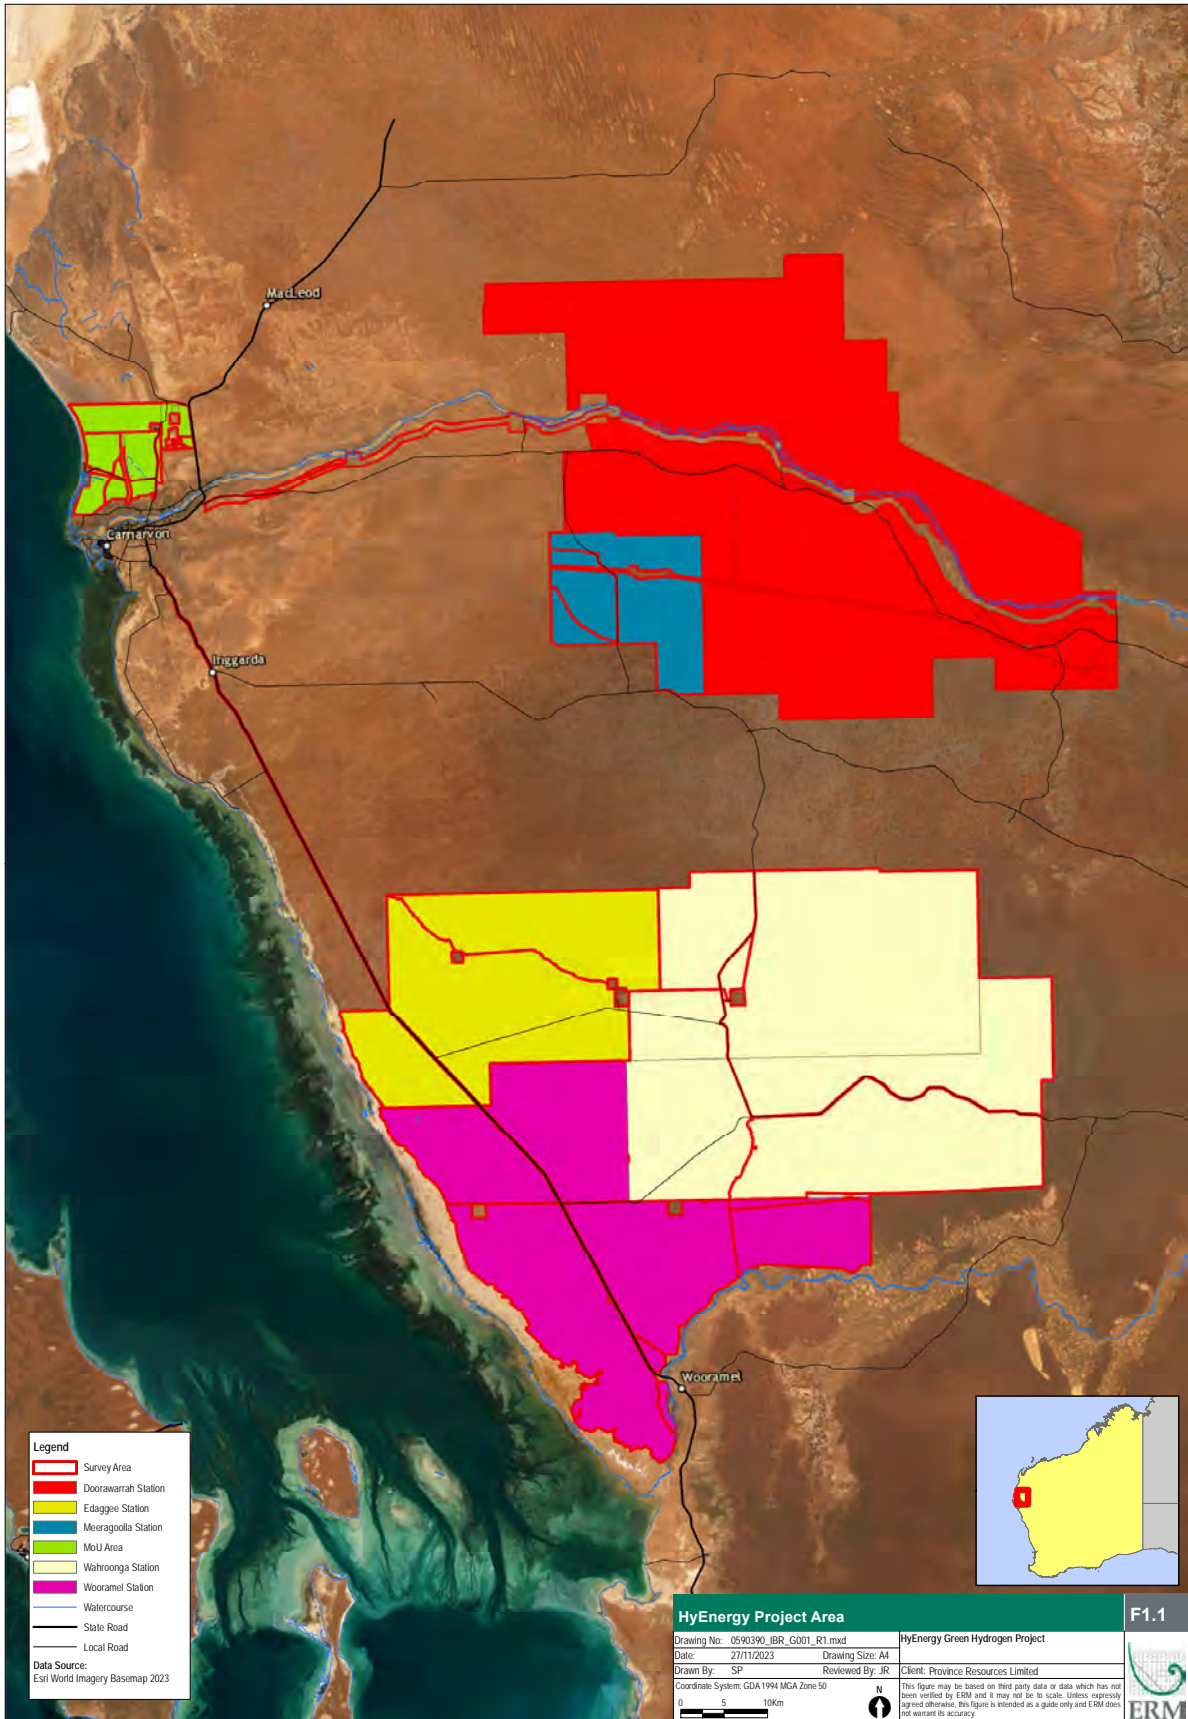 MacLeod
Carnarvon
Inggarda
Wooramel
Legend
Survey Area
Doorawarrah Station
Edaggee Station
Meeragoolla Station
MoU Area
Wahroonga Station
Wooramel Station
Watercourse
State Road
Local Road
Data Source:
Esri World Imagery Basemap 2023
HyEnergy Project Area
F1.1
Drawing No: 0590390_IBR_G001_R1.mxd
HyEnergy Green Hydrogen Project
Date: 27/11/2023 Drawing Size: A4
Drawn By: SP Reviewed By: JR
Client: Province Resources Limited
Coordinate System: GDA 1994 MGA Zone 50
N
0 5 10Km
This figure may be based on third party data or data which has not
been verified by ERM and it may not be to scale. Unless expressly
agreed otherwise, this figure is intended as a guide only and ERM does
not warrant its accuracy.
ERM